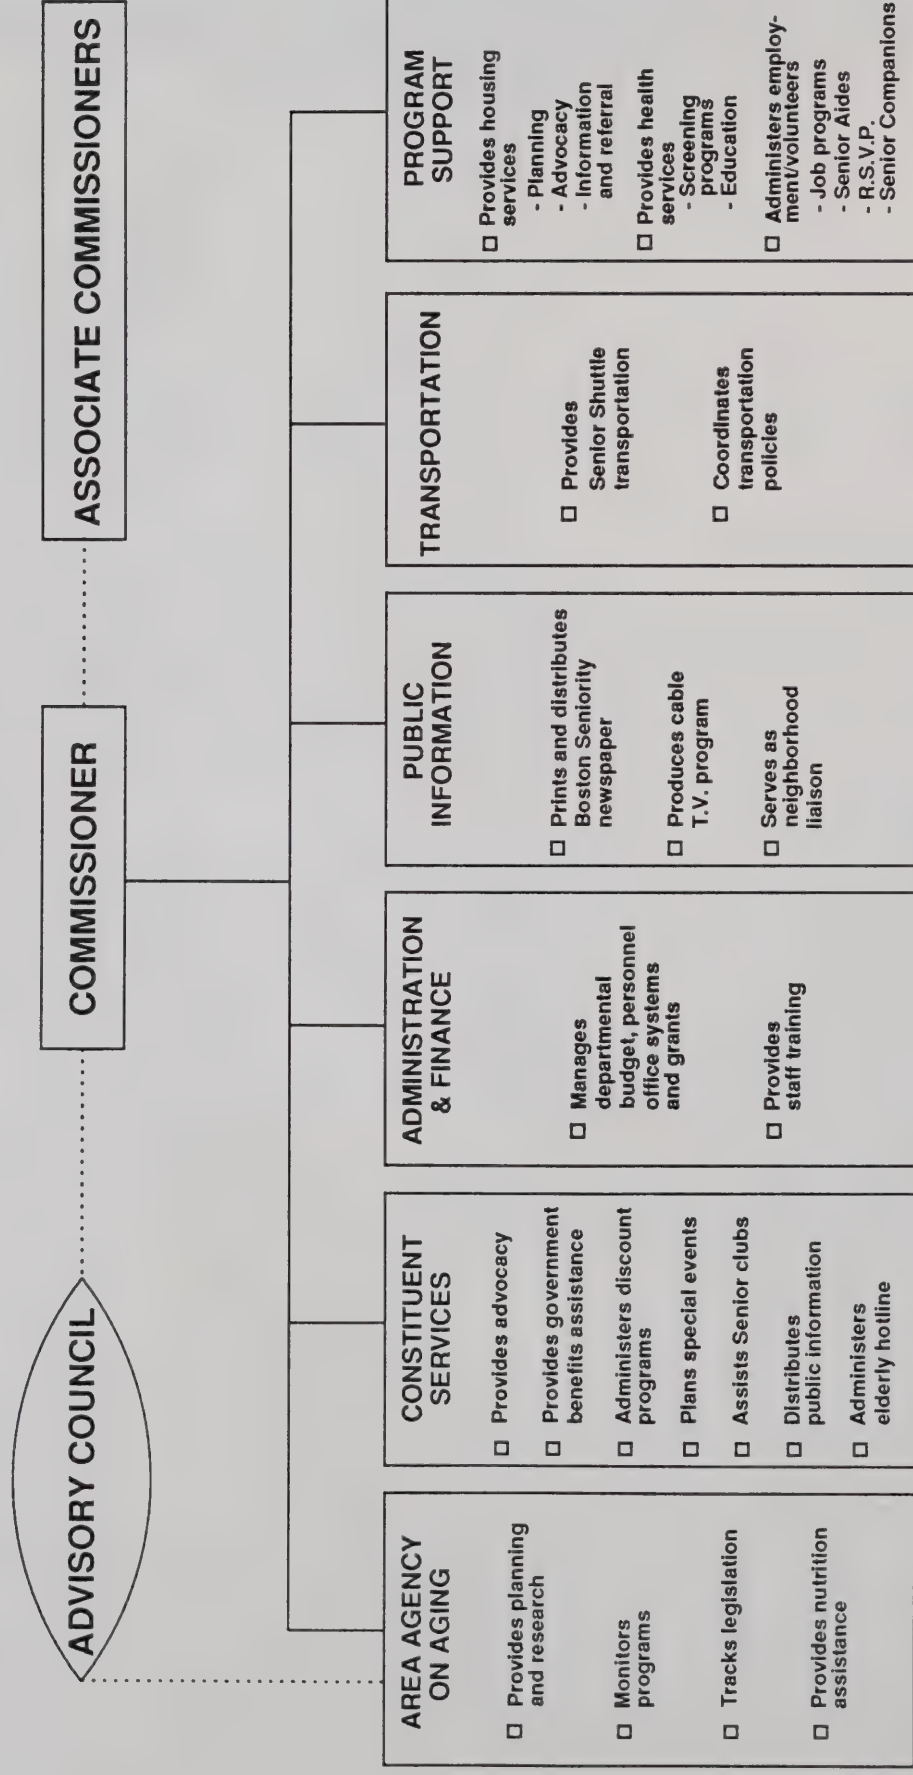 ADVISORY COUNCIL
COMMISSIONER
ASSOCIATE COMMISSIONERS
AREA AGENCY
ON AGING
☐ Provides planning
and research
☐ Monitors
programs
☐ Tracks legislation
☐ Provides nutrition
assistance
CONSTITUENT
SERVICES
☐ Provides advocacy
☐ Provides government
benefits assistance
☐ Administers discount
programs
☐ Plans special events
☐ Assists Senior clubs
☐ Distributes
public information
☐ Administers
elderly hotline
ADMINISTRATION
& FINANCE
☐ Manages
departmental
budget, personnel
office systems
and grants
☐ Provides
staff training
PUBLIC
INFORMATION
☐ Prints and distributes
Boston Seniority
newspaper
☐ Produces cable
T.V. program
☐ Serves as
neighborhood
liaison
TRANSPORTATION
☐ Provides
Senior Shuttle
transportation
☐ Coordinates
transportation
policies
PROGRAM
SUPPORT
☐ Provides housing
services
- Planning
- Advocacy
- Information
and referral
☐ Provides health
services
- Screening
programs
- Education
☐ Administers employ-
ment/volunteers
- Job programs
- Senior Aides
- R.S.V.P.
- Senior Companions